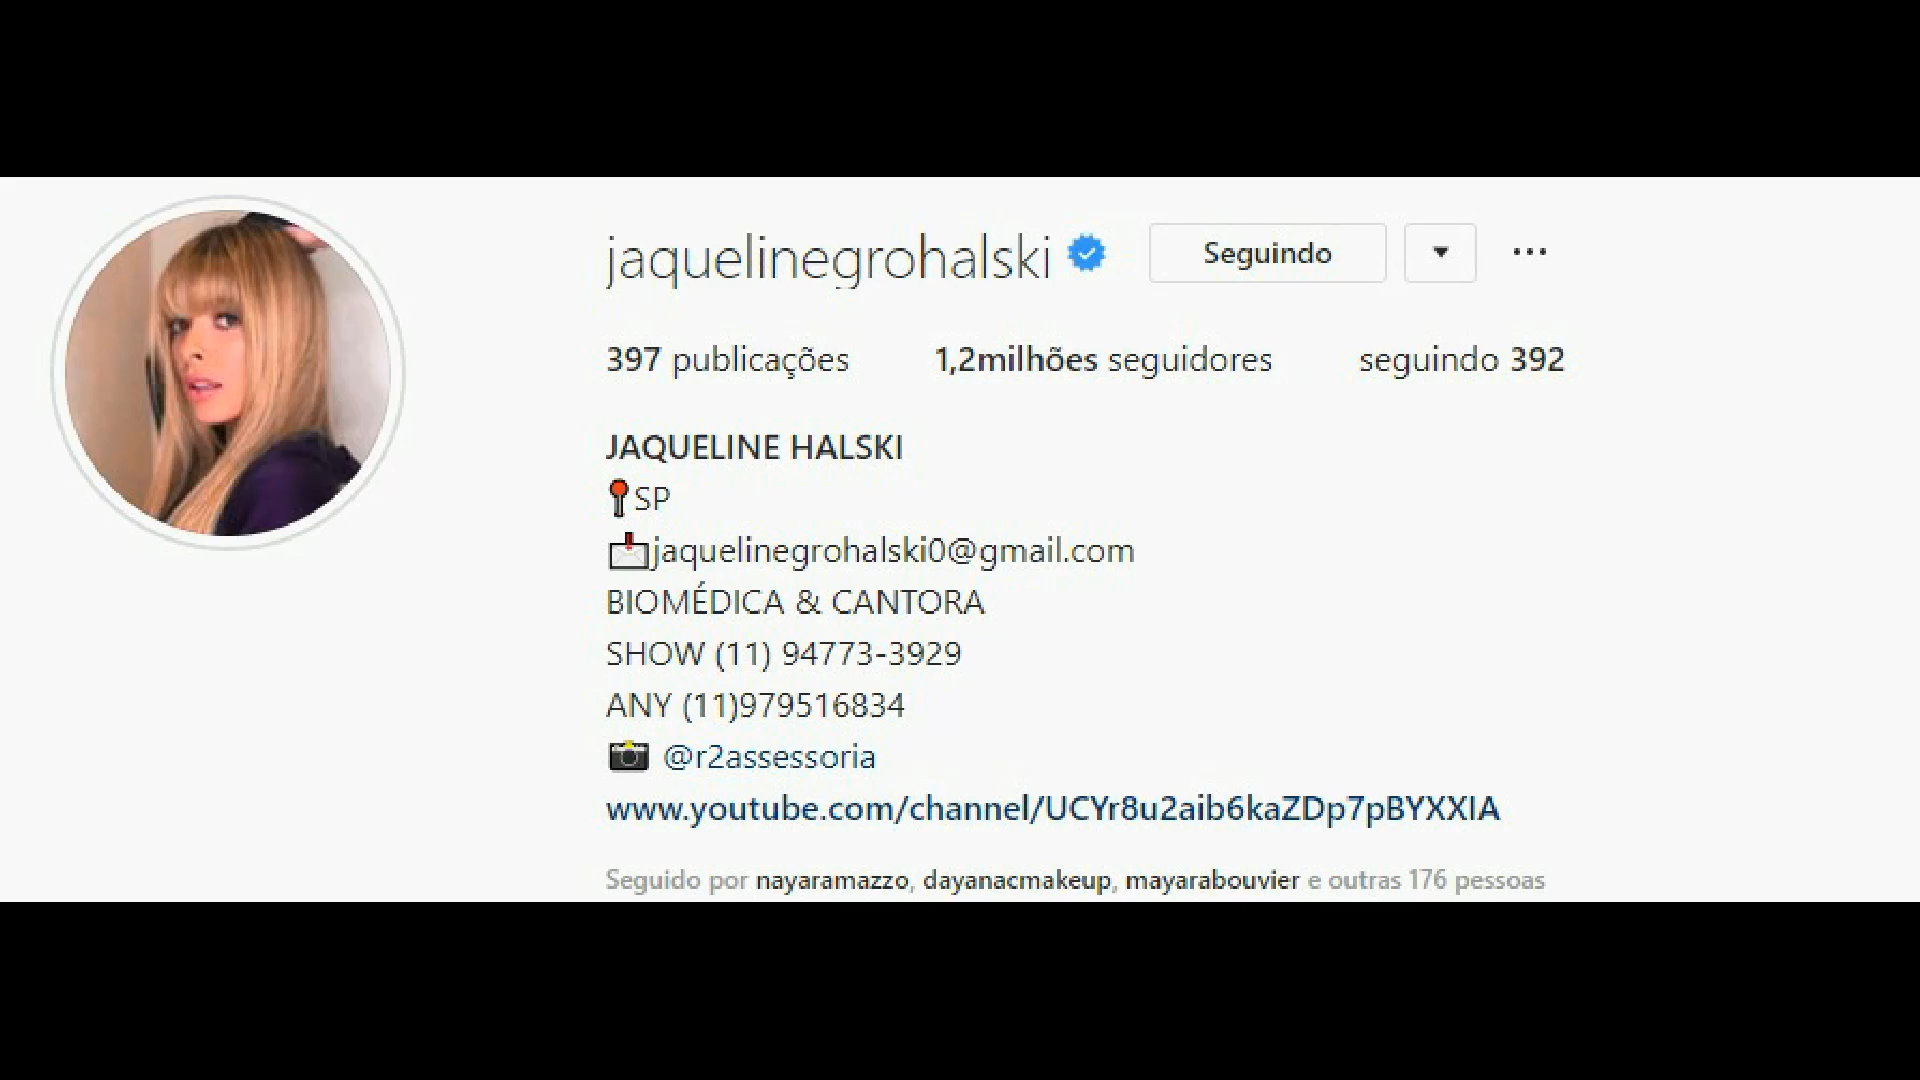 jaquelinegrohalski Seguindo
397 publicações 1,2milhões seguidores seguindo 392
JAQUELINE HALSKI
SP
jaquelinegrohalski0@gmail.com
BIOMÉDICA & CANTORA
SHOW (11) 94773-3929
ANY (11)979516834
@r2assessoria
www.youtube.com/channel/UCYr8u2aib6kaZDp7pBYXXIA
Seguido por nayaramazzo, dayanacmakeup, mayarabouvier e outras 176 pessoas